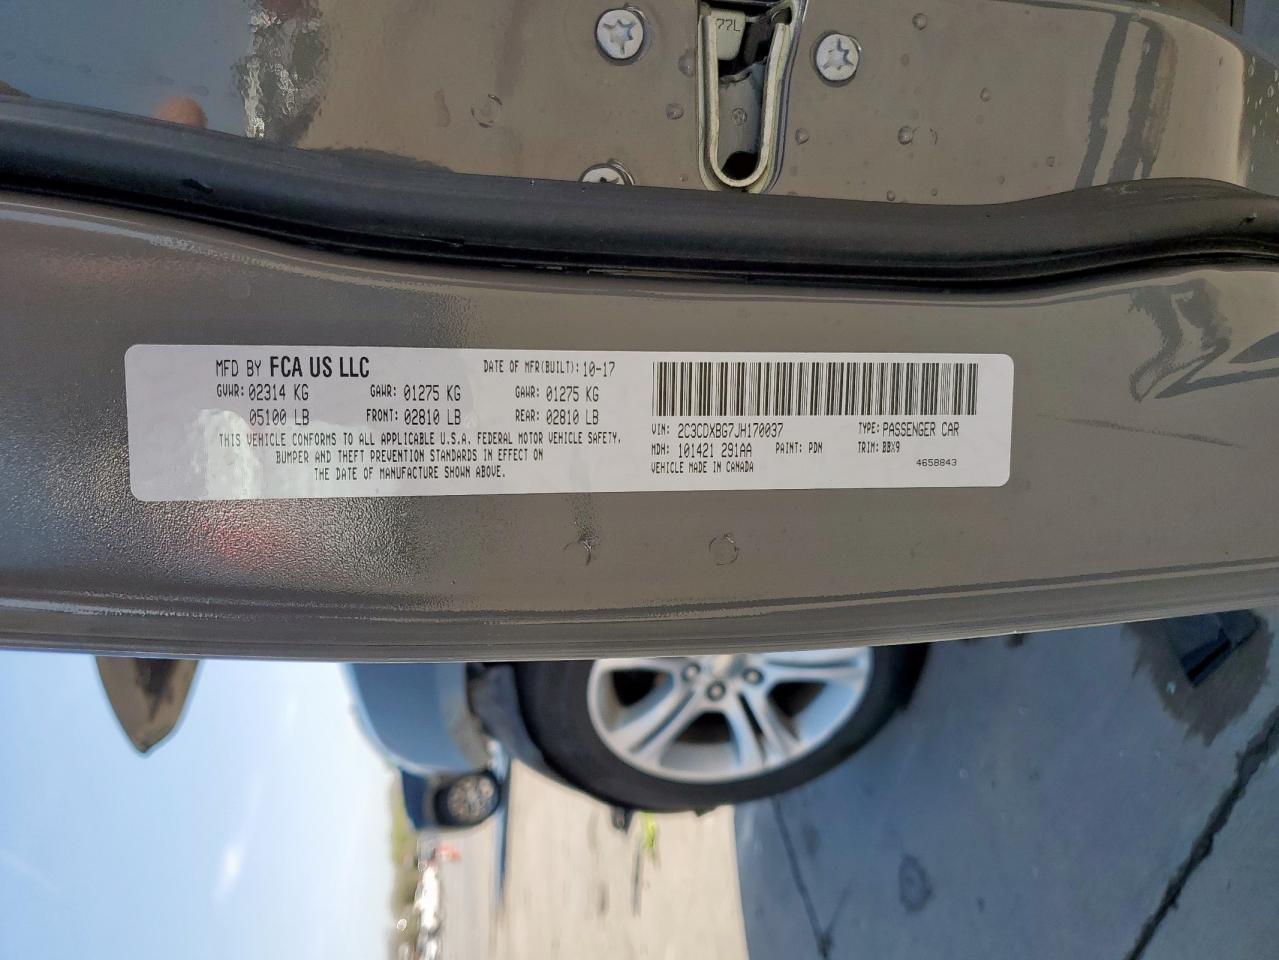 77L
MFD BY FCA US LLC DATE OF MFR(BUILT): 10-17
GVWR: 02314 KG GAWR: 01275 KG GAWR: 01275 KG
05100 LB FRONT: 02810 LB REAR: 02810 LB
THIS VEHICLE CONFORMS TO ALL APPLICABLE U.S.A. FEDERAL MOTOR VEHICLE SAFETY,
BUMPER AND THEFT PREVENTION STANDARDS IN EFFECT ON
THE DATE OF MANUFACTURE SHOWN ABOVE.
VIN: 2C3CDXBG7JH170037 TYPE: PASSENGER CAR
MDH: 101421 291AA PAINT: PDN TRIM: BBX9
VEHICLE MADE IN CANADA 4658843